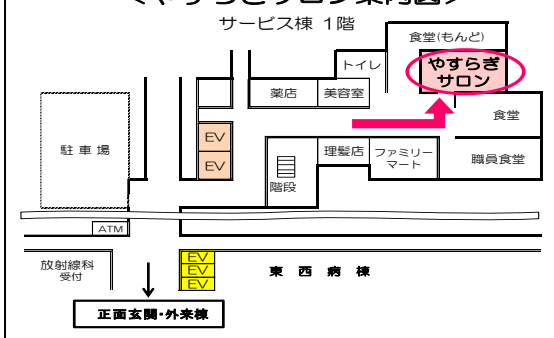 <やすらぎサロン案内図>
サービス棟 1階
食堂(もんど)
トイレ
やすらぎ
サロン
薬店
美容室
食堂
EV
EV
駐車場
理髪店
ファミリー
マート
職員食堂
階段
ATM
放射線科
受付
EV
EV
EV
東西病棟
正面玄関・外来棟